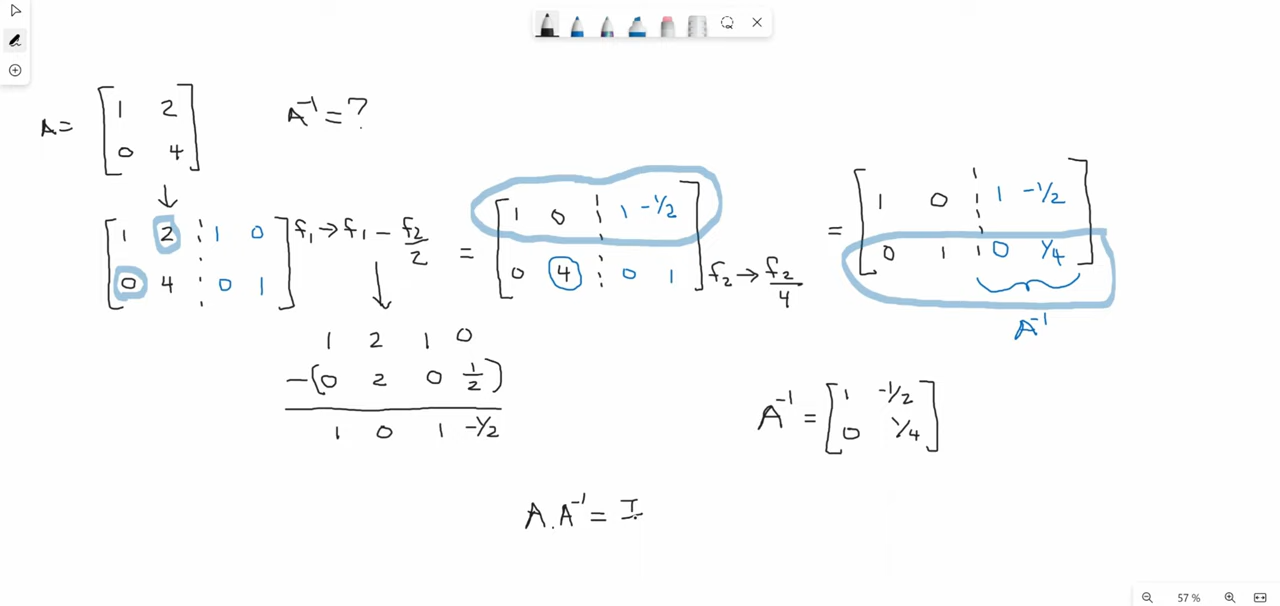 A = [ 1 2 ; 0 4 ]
A⁻¹ = ?
[ 1 2 ¦ 1 0 ; 0 4 ¦ 0 1 ] f₁ → f₁ − f₂/2
= [ 1 0 ¦ 1 -1/2 ; 0 4 ¦ 0 1 ] f₂ → f₂/4
= [ 1 0 ¦ 1 -1/2 ; 0 1 ¦ 0 1/4 ]
A⁻¹
1 2 1 0
−(0 2 0 1/2)
1 0 1 -1/2
A⁻¹ = [ 1 -1/2 ; 0 1/4 ]
A.A⁻¹ = I
57 %